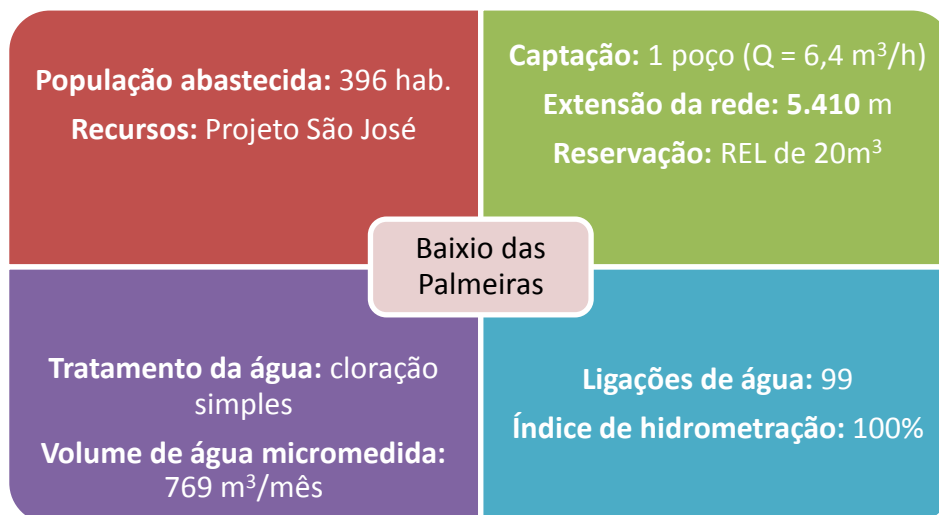 População abastecida: 396 hab.
Recursos: Projeto São José
Captação: 1 poço (Q = 6,4 m³/h)
Extensão da rede: 5.410 m
Reservação: REL de 20m³
Baixio das
Palmeiras
Tratamento da água: cloração
simples
Volume de água micromedida:
769 m³/mês
Ligações de água: 99
Índice de hidrometração: 100%